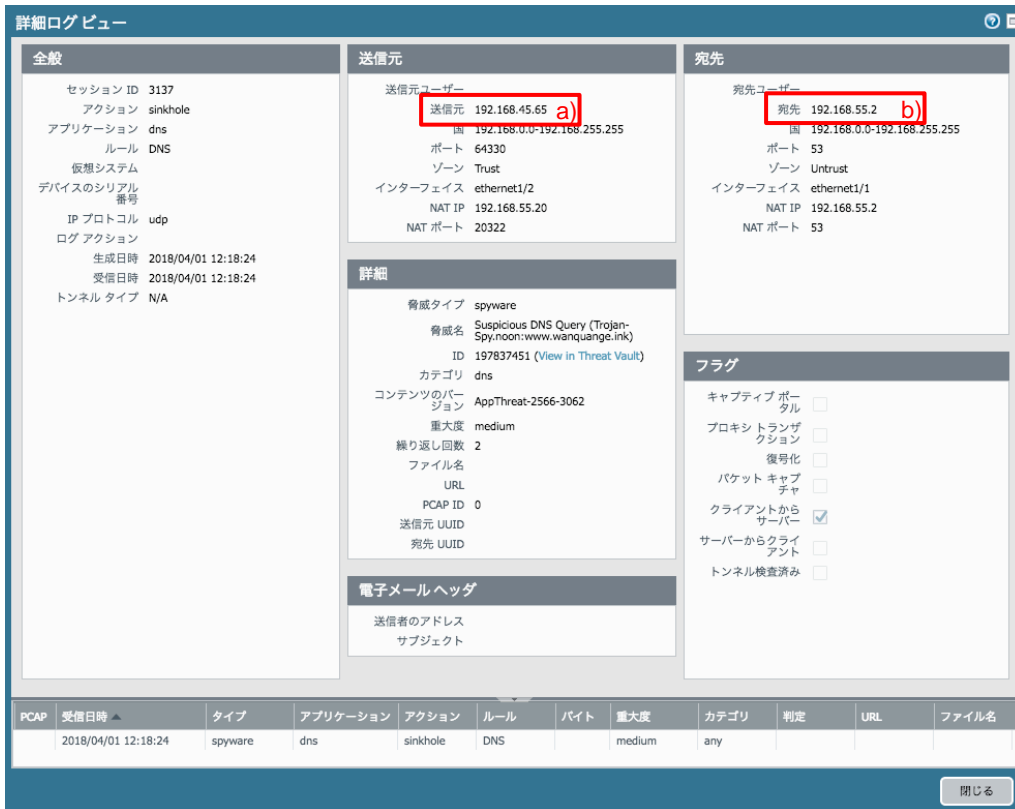 詳細ログ ビュー
全般
セッション ID 3137
アクション sinkhole
アプリケーション dns
ルール DNS
仮想システム
デバイスのシリアル
番号
IP プロトコル udp
ログ アクション
生成日時 2018/04/01 12:18:24
受信日時 2018/04/01 12:18:24
トンネル タイプ N/A
送信元
送信元ユーザー
送信元 192.168.45.65 a)
国 192.168.0.0-192.168.255.255
ポート 64330
ゾーン Trust
インターフェイス ethernet1/2
NAT IP 192.168.55.20
NAT ポート 20322
詳細
脅威タイプ spyware
脅威名 Suspicious DNS Query (Trojan-
Spy.noon:www.wanquange.ink)
ID 197837451 (View in Threat Vault)
カテゴリ dns
コンテンツのバー
ジョン AppThreat-2566-3062
重大度 medium
繰り返し回数 2
ファイル名
URL
PCAP ID 0
送信元 UUID
宛先 UUID
電子メール ヘッダ
送信者のアドレス
サブジェクト
宛先
宛先ユーザー
宛先 192.168.55.2 b)
国 192.168.0.0-192.168.255.255
ポート 53
ゾーン Untrust
インターフェイス ethernet1/1
NAT IP 192.168.55.2
NAT ポート 53
フラグ
キャプティブ ポー
タル
プロキシ トランザ
クション
復号化
パケット キャプ
チャ
クライアントから
サーバー
サーバーからクライ
アント
トンネル検査済み
PCAP 受信日時 タイプ アプリケーション アクション ルール バイト 重大度 カテゴリ 判定 URL ファイル名
2018/04/01 12:18:24 spyware dns sinkhole DNS medium any
閉じる